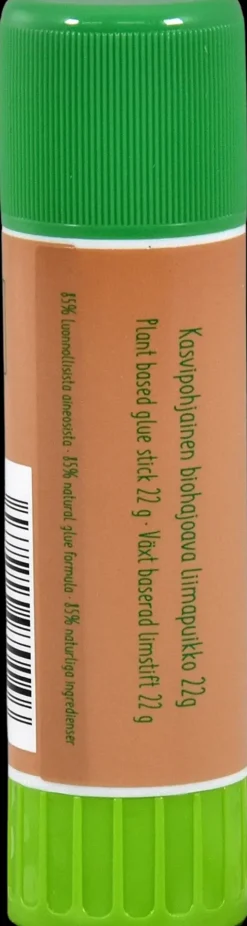 Kasvipohjainen biohajoava liimapuikko 22g
Plant based glue stick 22 g · Växt baserad limstift 22 g
85% luonnollisista aineosista · 85% natural glue formula · 85% naturliga ingredienser